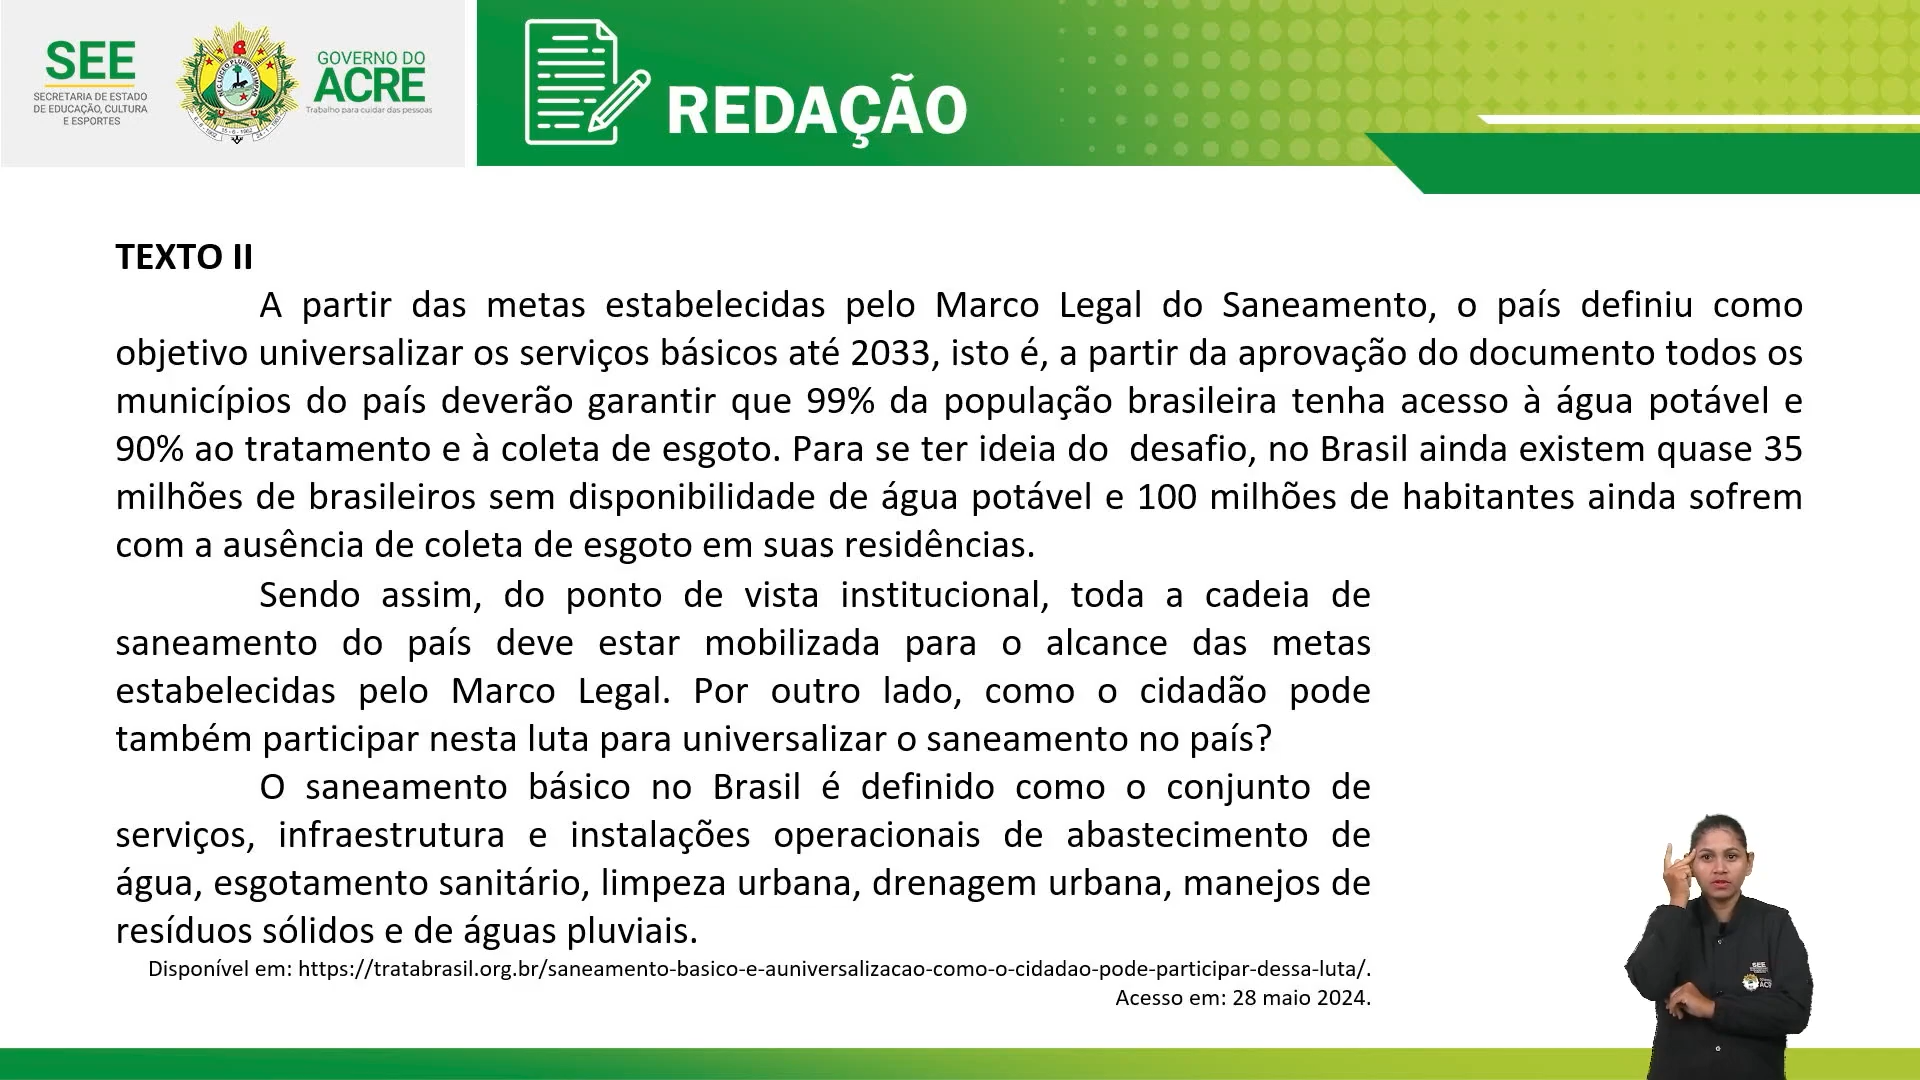 SEE
SECRETARIA DE ESTADO
DE EDUCAÇÃO, CULTURA
E ESPORTES
GOVERNO DO
ACRE
Trabalho para cuidar das pessoas
REDAÇÃO
TEXTO II
A partir das metas estabelecidas pelo Marco Legal do Saneamento, o país definiu como
objetivo universalizar os serviços básicos até 2033, isto é, a partir da aprovação do documento todos os
municípios do país deverão garantir que 99% da população brasileira tenha acesso à água potável e
90% ao tratamento e à coleta de esgoto. Para se ter ideia do desafio, no Brasil ainda existem quase 35
milhões de brasileiros sem disponibilidade de água potável e 100 milhões de habitantes ainda sofrem
com a ausência de coleta de esgoto em suas residências.
Sendo assim, do ponto de vista institucional, toda a cadeia de
saneamento do país deve estar mobilizada para o alcance das metas
estabelecidas pelo Marco Legal. Por outro lado, como o cidadão pode
também participar nesta luta para universalizar o saneamento no país?
O saneamento básico no Brasil é definido como o conjunto de
serviços, infraestrutura e instalações operacionais de abastecimento de
água, esgotamento sanitário, limpeza urbana, drenagem urbana, manejos de
resíduos sólidos e de águas pluviais.
Disponível em: https://tratabrasil.org.br/saneamento-basico-e-auniversalizacao-como-o-cidadao-pode-participar-dessa-luta/.
Acesso em: 28 maio 2024.
SEE